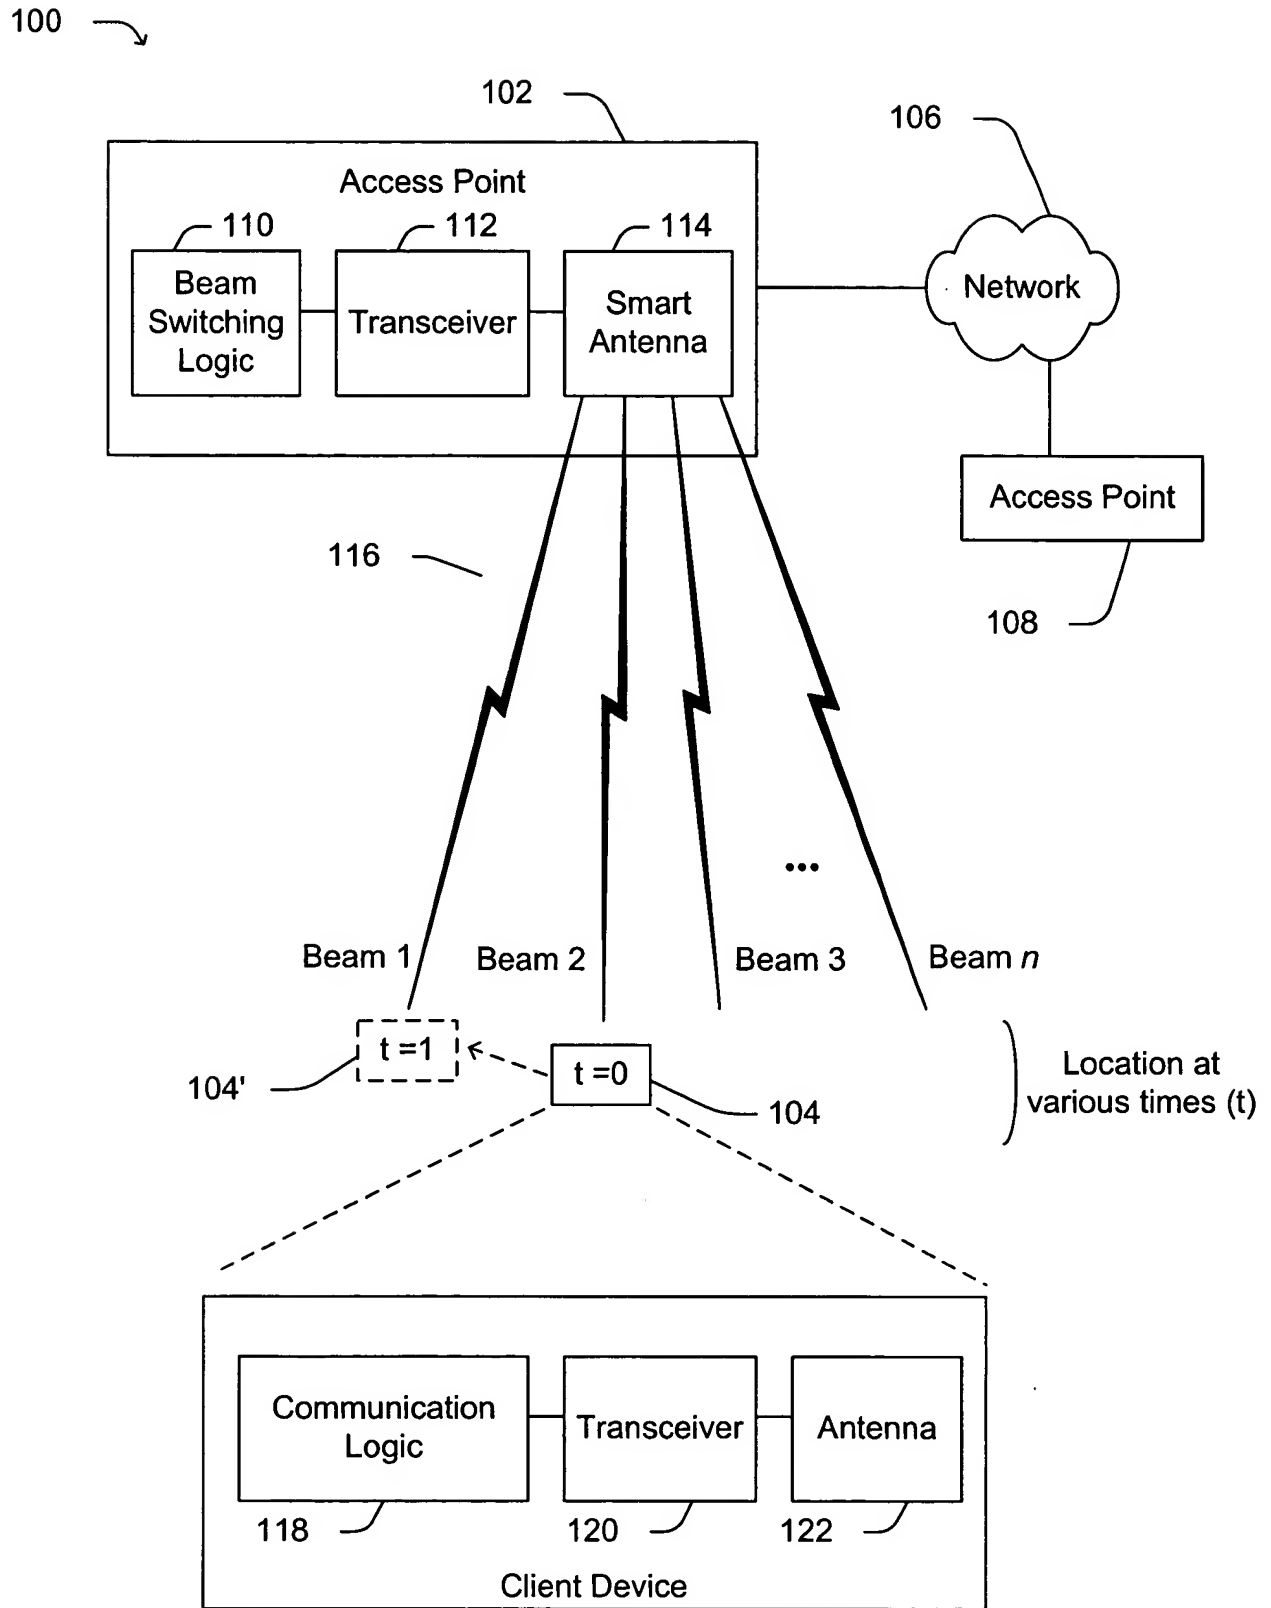 100
102
106
Access Point
110
112
114
Beam
Switching
Logic
Transceiver
Smart
Antenna
Network
Access Point
108
116
...
Beam 1
Beam 2
Beam 3
Beam n
t =1
t =0
104'
104
Location at
various times (t)
Communication
Logic
Transceiver
Antenna
118
120
122
Client Device